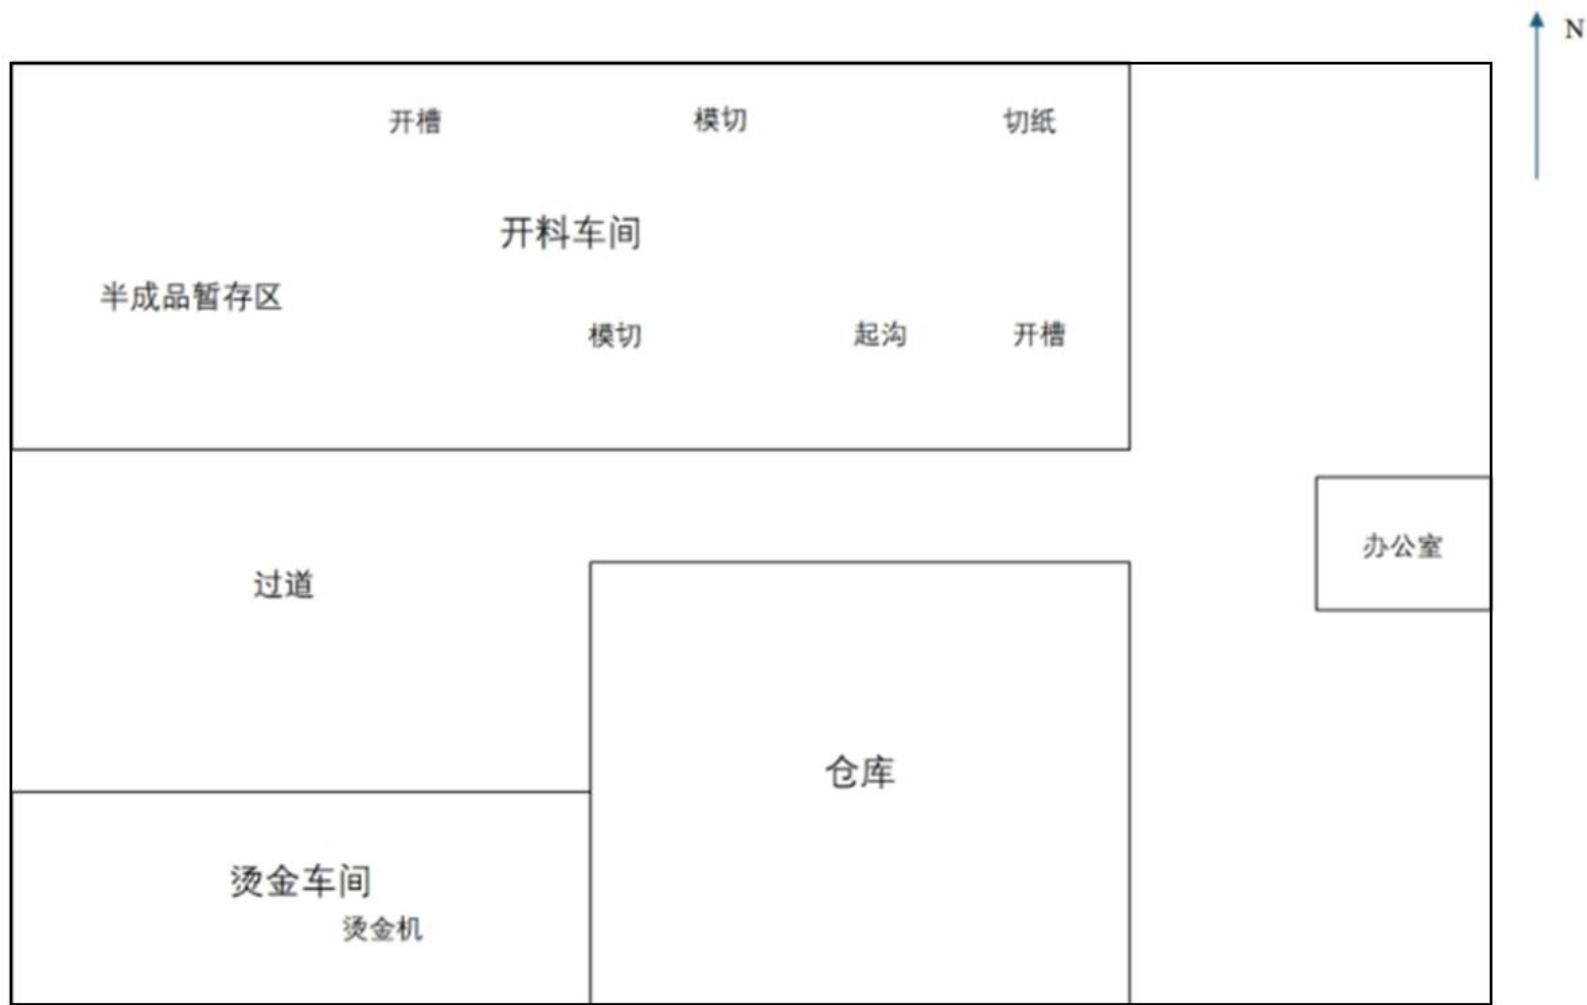 N
开槽
模切
切纸
开料车间
半成品暂存区
模切
起沟
开槽
办公室
过道
仓库
烫金车间
烫金机